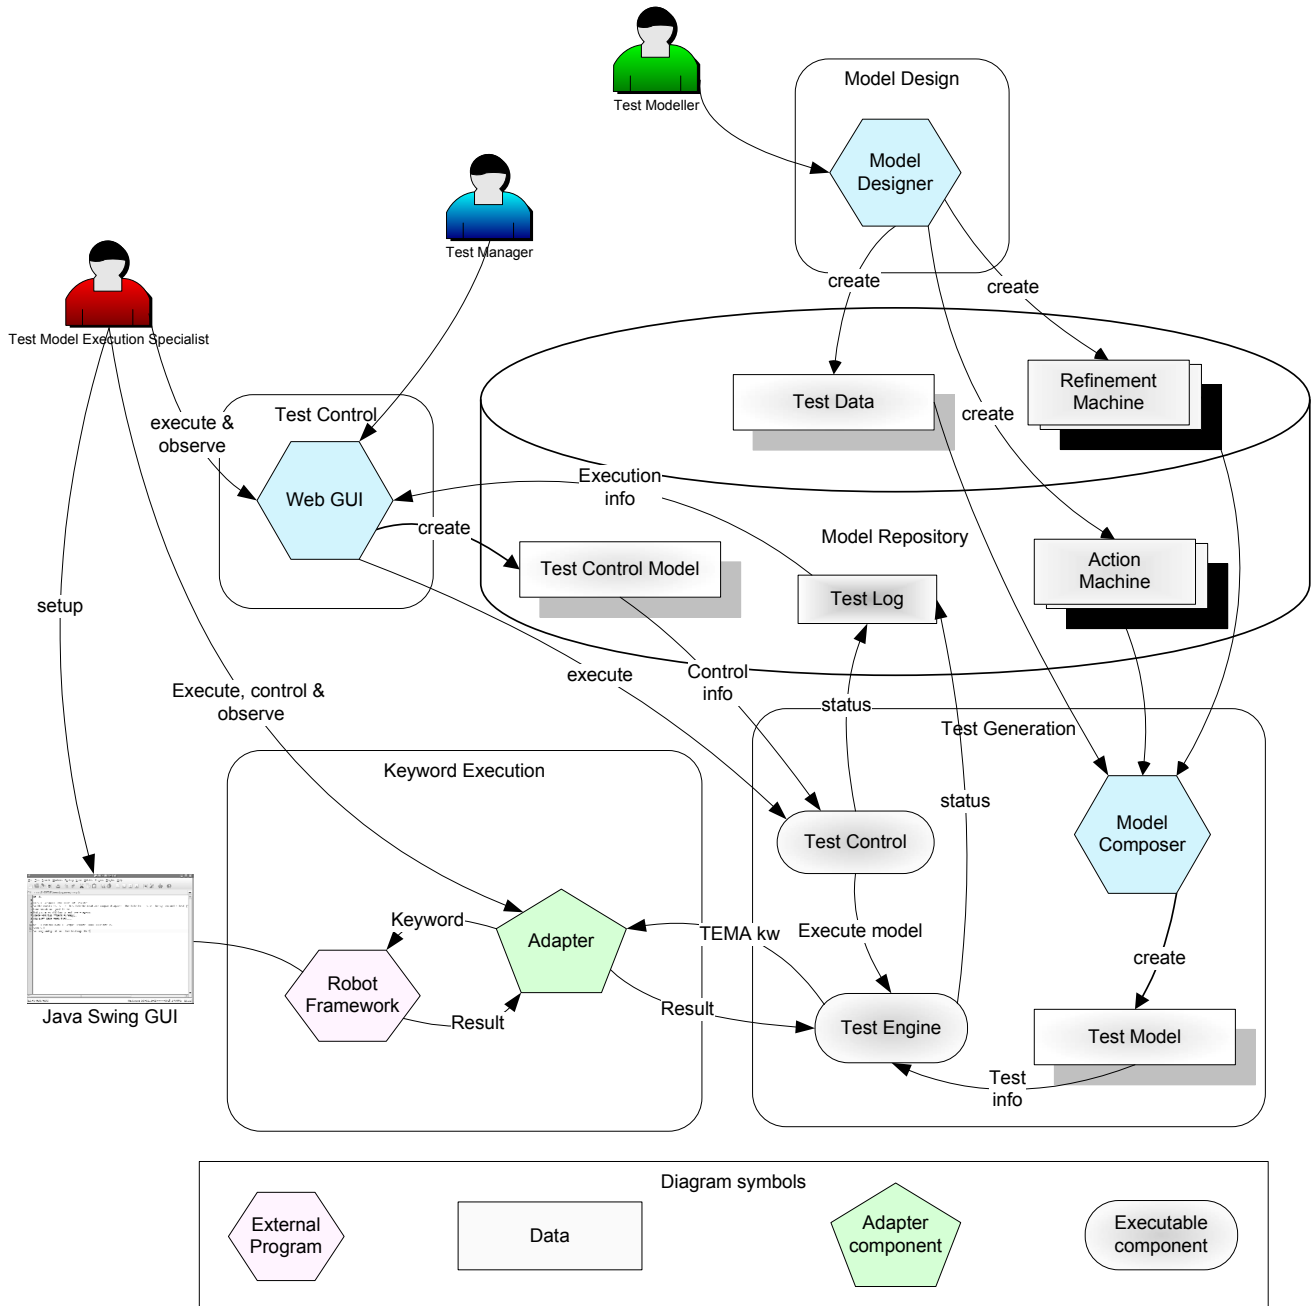 Test Modeller
Model Design
Model
Designer
Test Manager
Test Model Execution Specialist
create
create
create
execute &
observe
Test Control
Web GUI
create
Execution
info
Test Data
Refinement
Machine
Model Repository
Test Control Model
Test Log
Action
Machine
setup
Execute, control &
observe
execute
Control
info
status
status
Test Generation
Keyword Execution
Test Control
Model
Composer
Keyword
Adapter
TEMA kw
Execute model
create
Robot
Framework
Result
Result
Test Engine
Test Model
Test
info
Java Swing GUI
Diagram symbols
External
Program
Data
Adapter
component
Executable
component